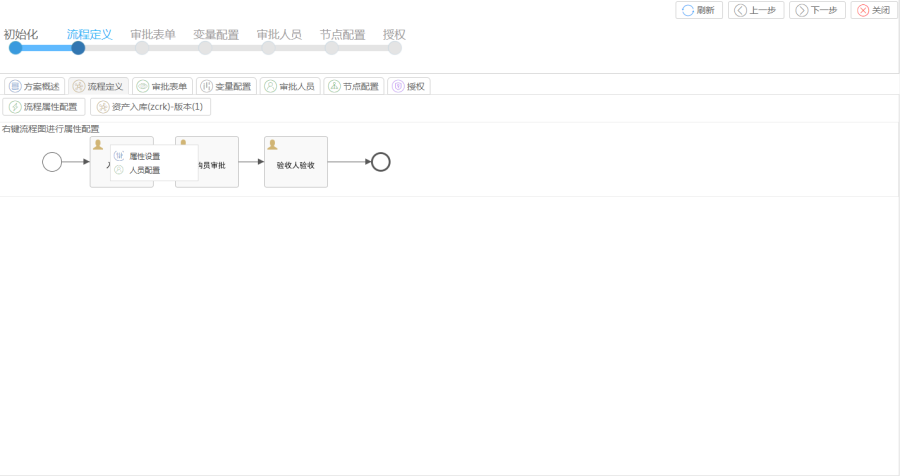 刷新 上一步 下一步 关闭
初始化 流程定义 审批表单 变量配置 审批人员 节点配置 授权
方案概述 流程定义 审批表单 变量配置 审批人员 节点配置 授权
流程属性配置 资产入库(zcrk)-版本(1)
右键流程图进行属性配置
属性设置
人员配置
员审批
验收人验收